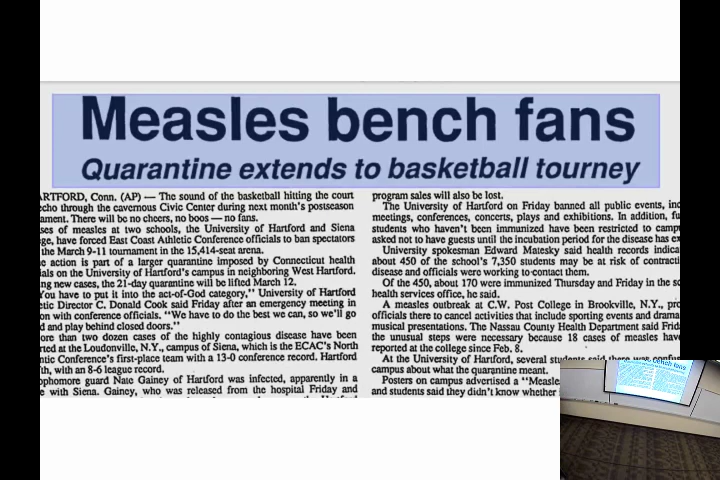 Measles bench fans
Quarantine extends to basketball tourney
ARTFORD, Conn. (AP) — The sound of the basketball hitting the court
echo through the cavernous Civic Center during next month's postseason
ament. There will be no cheers, no boos — no fans.
ses of measles at two schools, the University of Hartford and Siena
ge, have forced East Coast Athletic Conference officials to ban spectators
the March 9-11 tournament in the 15,414-seat arena.
e action is part of a larger quarantine imposed by Connecticut health
ials on the University of Hartford's campus in neighboring West Hartford.
ng new cases, the 21-day quarantine will be lifted March 12.
You have to put it into the act-of-God category," University of Hartford
tic Director C. Donald Cook said Friday after an emergency meeting in
on with conference officials. "We have to do the best we can, so we'll go
d and play behind closed doors."
ore than two dozen cases of the highly contagious disease have been
rted at the Loudonville, N.Y., campus of Siena, which is the ECAC's North
ntic Conference's first-place team with a 13-0 conference record. Hartford
th, with an 8-6 league record.
ophomore guard Nate Gainey of Hartford was infected, apparently in a
e with Siena. Gainey, who was released from the hospital Friday and
program sales will also be lost.
The University of Hartford on Friday banned all public events, inc
meetings, conferences, concerts, plays and exhibitions. In addition, fu
students who haven't been immunized have been restricted to camp
asked not to have guests until the incubation period for the disease has ex
University spokesman Edward Matesky said health records indica
about 450 of the school's 7,350 students may be at risk of contracti
disease and officials were working to contact them.
Of the 450, about 170 were immunized Thursday and Friday in the sc
health services office, he said.
A measles outbreak at C.W. Post College in Brookville, N.Y., pro
officials there to cancel activities that include sporting events and drama
musical presentations. The Nassau County Health Department said Frid
the unusual steps were necessary because 18 cases of measles have
reported at the college since Feb. 8.
At the University of Hartford, several students said there was confus
campus about what the quarantine meant.
Posters on campus advertised a "Measle
and students said they didn't know whether
bench fans